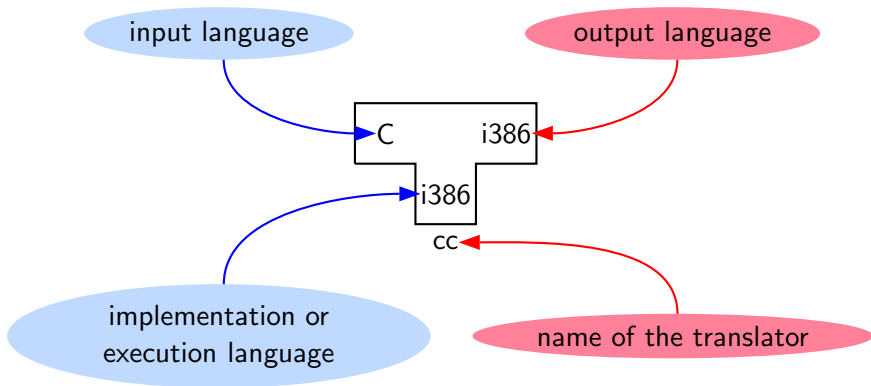 input language
output language
C
i386
i386
cc
implementation or
execution language
name of the translator